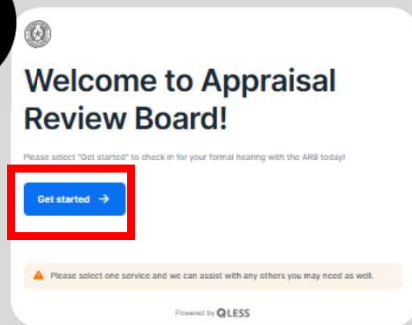 Welcome to Appraisal
Review Board!
Please select "Get started" to check in for your formal hearing with the ARB today!
Get started →
Please select one service and we can assist with any others you may need as well.
Powered by QLESS